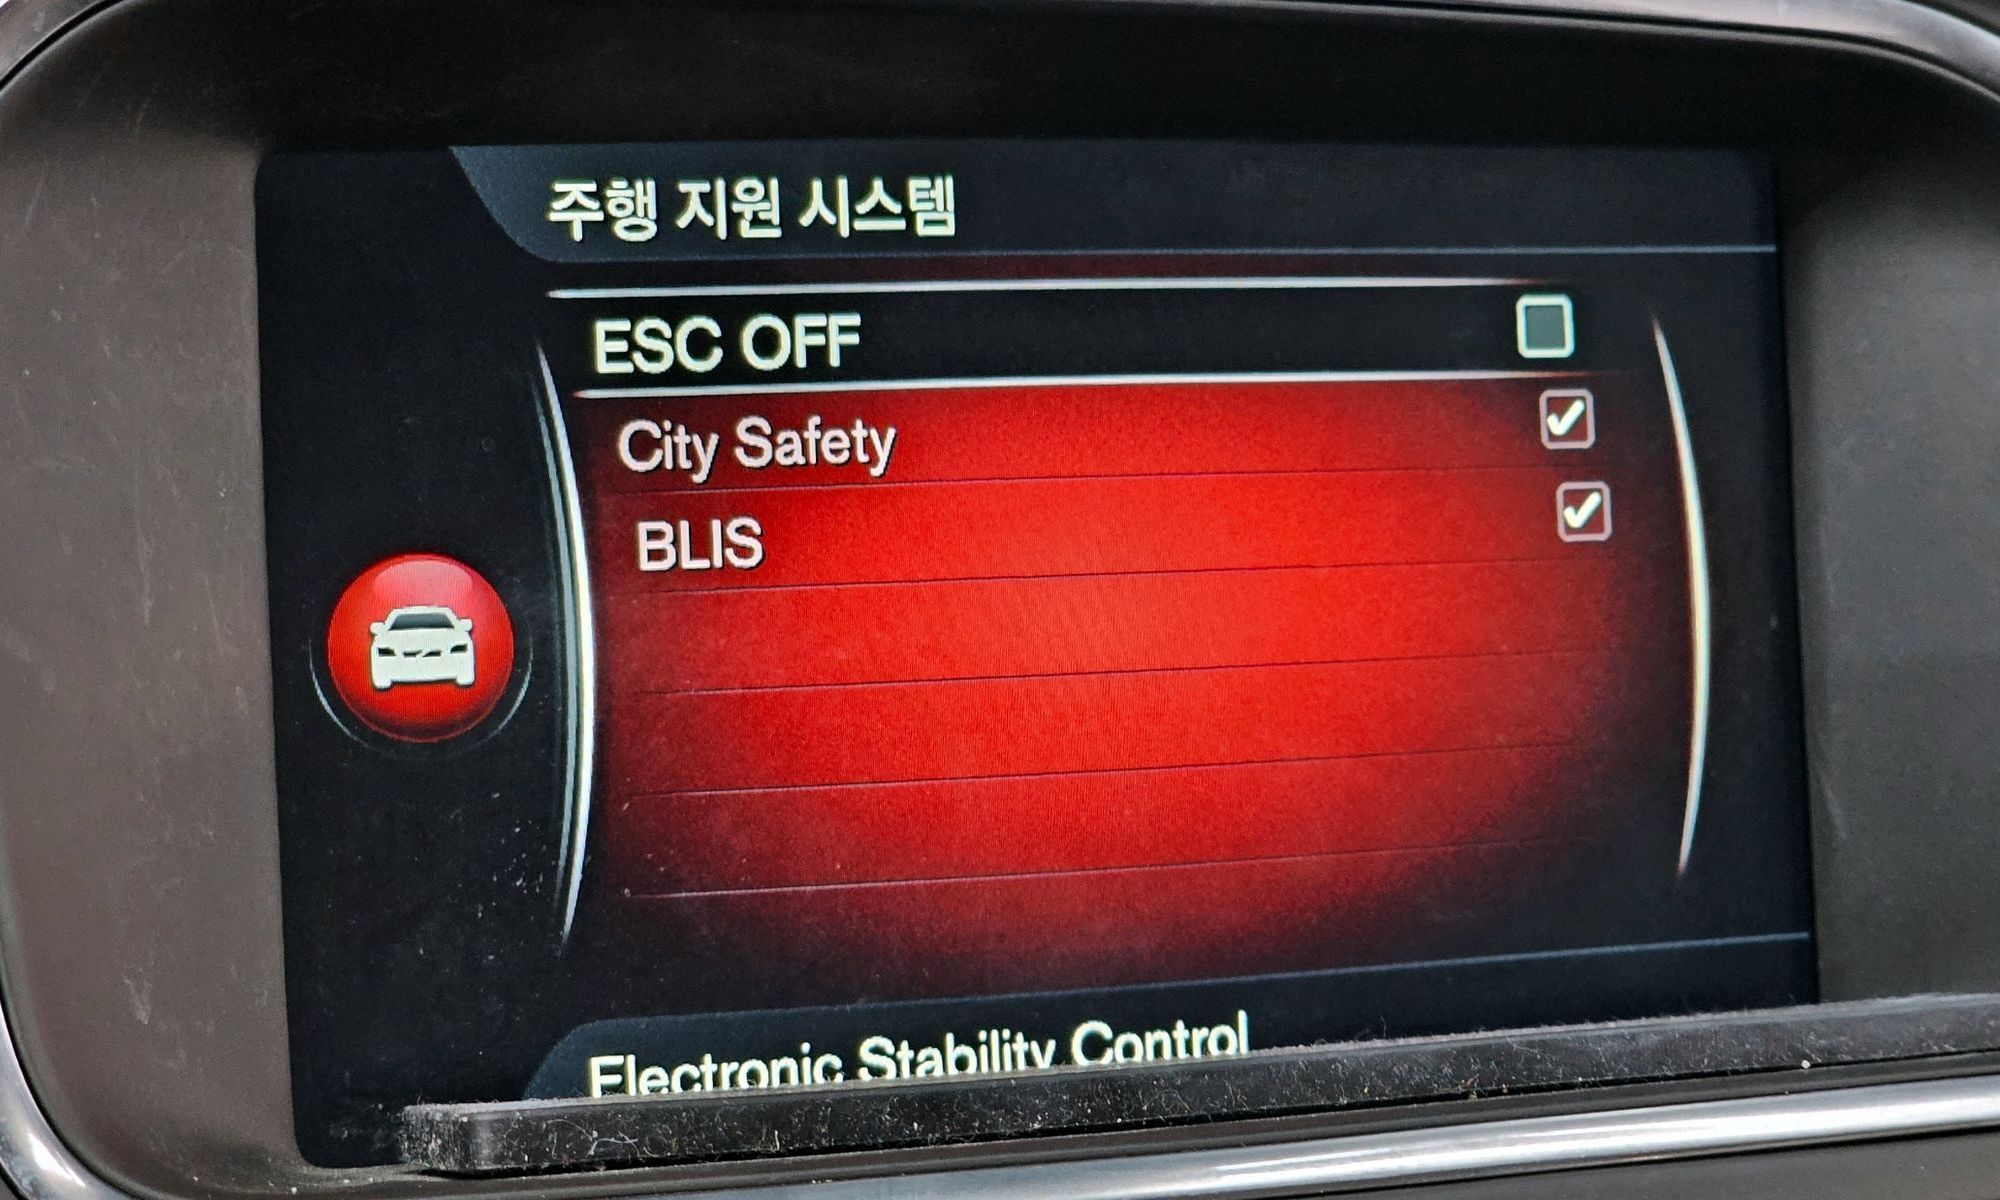 주행 지원 시스템
ESC OFF
City Safety
BLIS
Electronic Stability Control